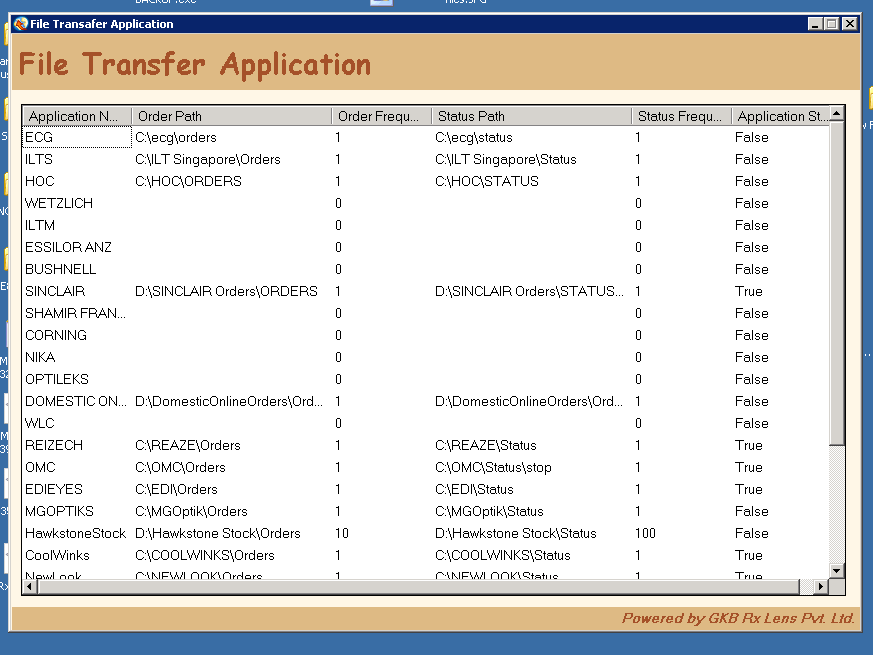 BACKUP.exe
files.JPG
File Transafer Application
File Transfer Application
Application N... Order Path Order Frequ... Status Path Status Frequ... Application St...
ECG C:\ecg\orders 1 C:\ecg\status 1 False
ILTS C:\ILT Singapore\Orders 1 C:\ILT Singapore\Status 1 False
HOC C:\HOC\ORDERS 1 C:\HOC\STATUS 1 False
WETZLICH 0 0 False
ILTM 0 0 False
ESSILOR ANZ 0 0 False
BUSHNELL 0 0 False
SINCLAIR D:\SINCLAIR Orders\ORDERS 1 D:\SINCLAIR Orders\STATUS... 1 True
SHAMIR FRAN... 0 0 False
CORNING 0 0 False
NIKA 0 0 False
OPTILEKS 0 0 False
DOMESTIC ON... D:\DomesticOnlineOrders\Ord... 1 D:\DomesticOnlineOrders\Ord... 1 False
WLC 0 0 False
REIZECH C:\REAZE\Orders 1 C:\REAZE\Status 1 True
OMC C:\OMC\Orders 1 C:\OMC\Status\stop 1 True
EDIEYES C:\EDI\Orders 1 C:\EDI\Status 1 True
MGOPTIKS C:\MGOptik\Orders 1 C:\MGOptik\Status 1 False
HawkstoneStock D:\Hawkstone Stock\Orders 10 D:\Hawkstone Stock\Status 100 False
CoolWinks C:\COOLWINKS\Orders 1 C:\COOLWINKS\Status 1 True
NewLook C:\NEWLOOK\Orders 1 C:\NEWLOOK\Status 1 True
Powered by GKB Rx Lens Pvt. Ltd.